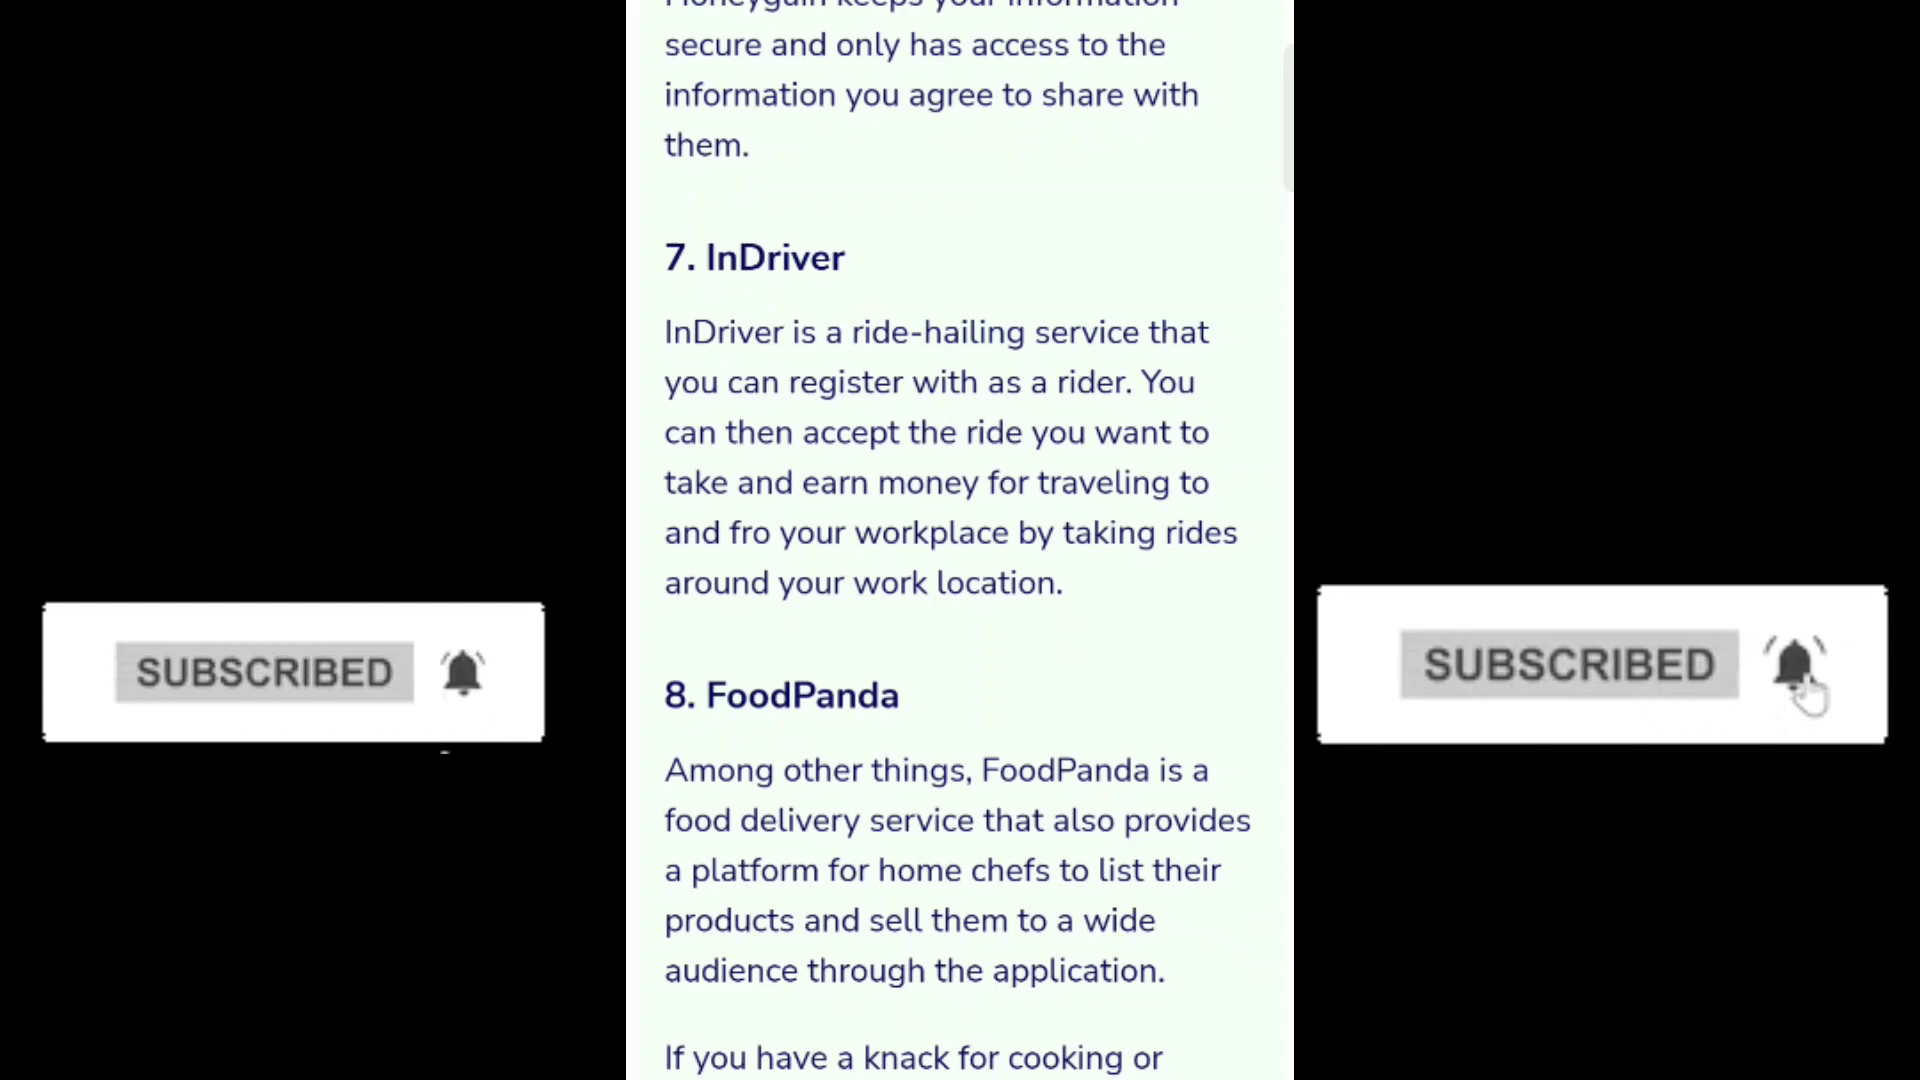 Honeygain keeps your information
secure and only has access to the
information you agree to share with
them.
7. InDriver
InDriver is a ride-hailing service that
you can register with as a rider. You
can then accept the ride you want to
take and earn money for traveling to
and fro your workplace by taking rides
around your work location.
8. FoodPanda
Among other things, FoodPanda is a
food delivery service that also provides
a platform for home chefs to list their
products and sell them to a wide
audience through the application.
If you have a knack for cooking or
SUBSCRIBED
SUBSCRIBED